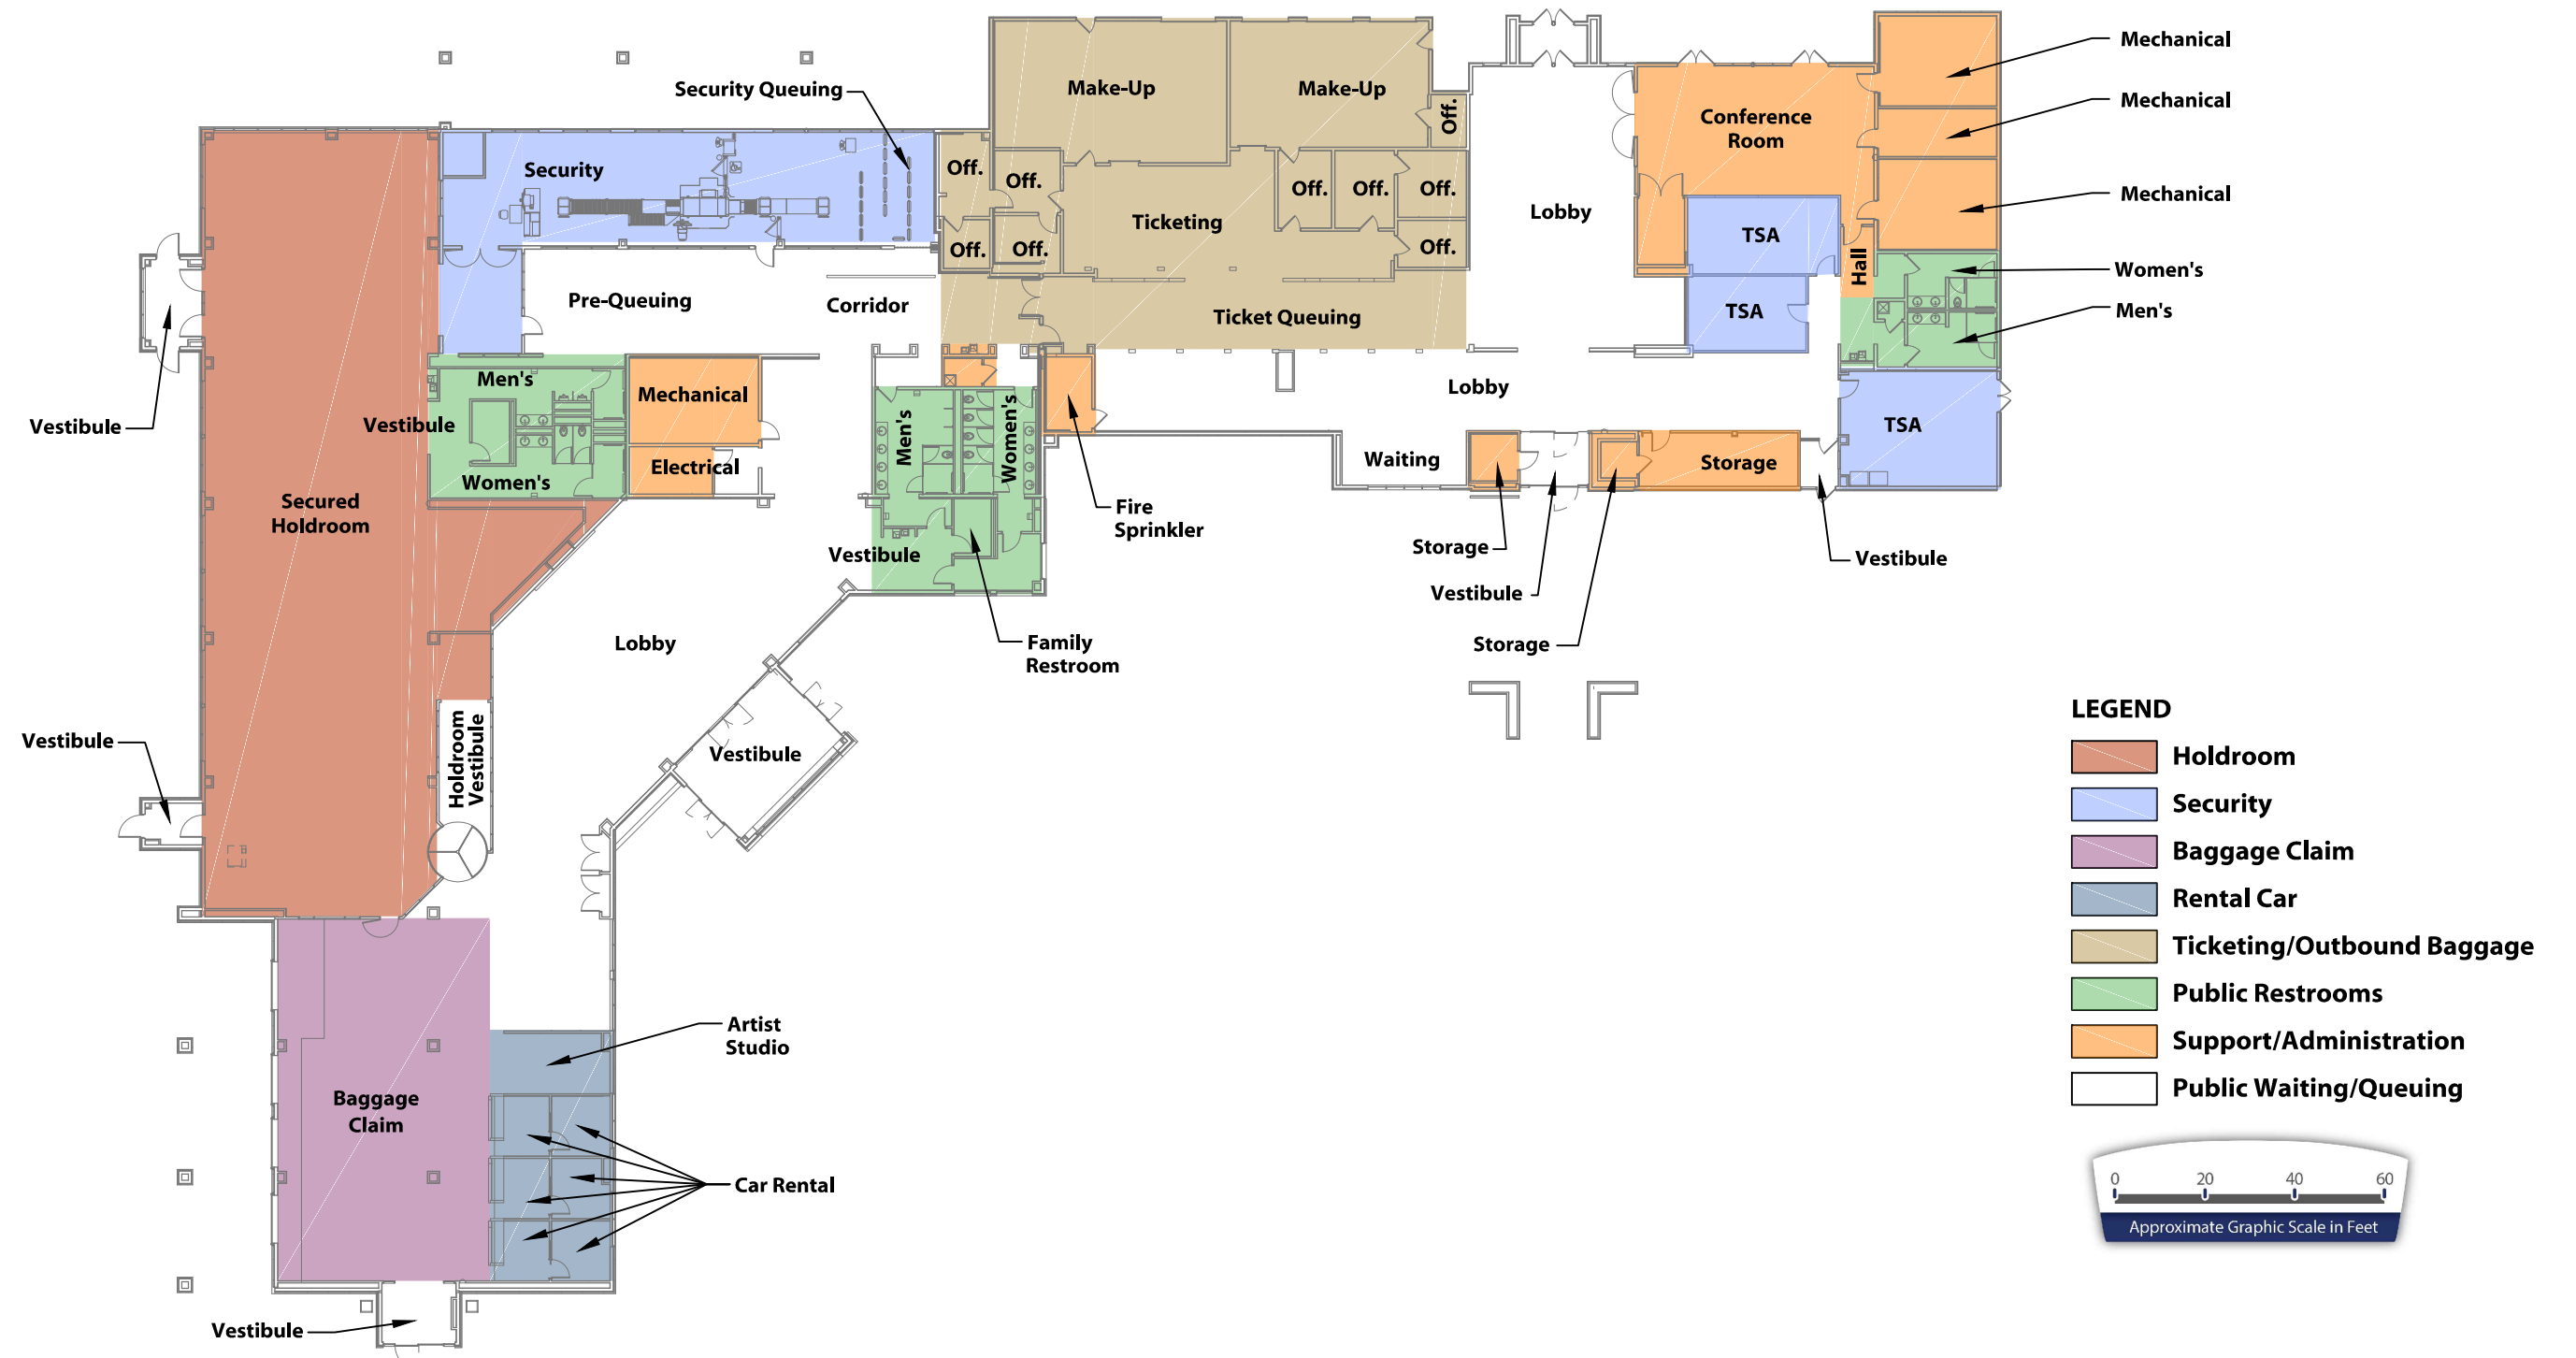 Mechanical
Security Queuing
Make-Up
Make-Up
Off.
Mechanical
Conference
Room
Security
Off.
Off.
Off.
Off.
Off.
Mechanical
Ticketing
Lobby
TSA
Off.
Off.
Off.
Hall
Women's
Pre-Queuing
Corridor
Ticket Queuing
TSA
Men's
Men's
Mechanical
Lobby
Vestibule
Vestibule
Men's
Women's
TSA
Electrical
Waiting
Storage
Women's
Secured
Holdroom
Fire
Sprinkler
Storage
Vestibule
Vestibule
Vestibule
Storage
Lobby
Family
Restroom
Vestibule
Holdroom
Vestibule
Vestibule
LEGEND
Holdroom
Security
Baggage Claim
Rental Car
Ticketing/Outbound Baggage
Public Restrooms
Support/Administration
Public Waiting/Queuing
Artist
Studio
Baggage
Claim
Car Rental
0 20 40 60
Approximate Graphic Scale in Feet
Vestibule